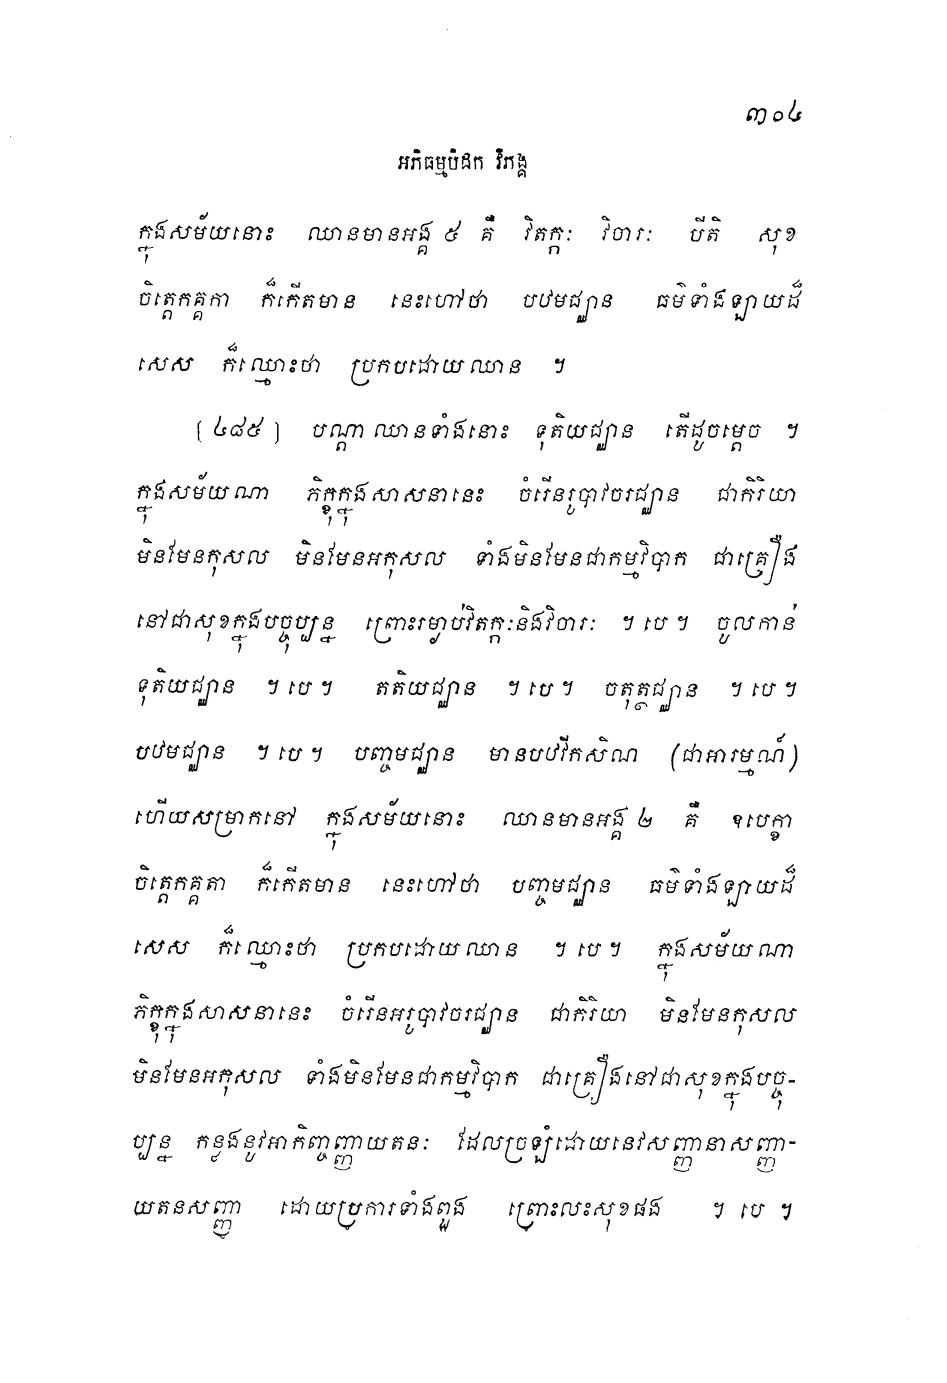 ៣០៤
អភិធម្មបិដក វិភង្គ
ក្នុងសម័យនោះ ឈានមានអង្គ ៥ គឺ វិតក្កៈ វិចារៈ បីតិ សុខ
ចិត្តេកគ្គតា ក៏កើតមាន នេះហៅថា បឋមជ្ឈាន ធម៌ទាំងឡាយដ៏
សេស ក៏ឈ្មោះថា ប្រកបដោយឈាន ។
(៤៨៥) បណ្តាឈានទាំងនោះ ទុតិយជ្ឈាន តើដូចម្តេច ។
ក្នុងសម័យណា ភិក្ខុក្នុងសាសនានេះ ចំរើនរូបាវចរជ្ឈាន ជាកិរិយា
មិនមែនកុសល មិនមែនអកុសល ទាំងមិនមែនជាកម្មវិបាក ជាគ្រឿង
នៅជាសុខក្នុងបច្ចុប្បន្ន ព្រោះរម្ងាប់វិតក្កៈនិងវិចារៈ ។ បេ ។ ចូលកាន់
ទុតិយជ្ឈាន ។ បេ ។ តតិយជ្ឈាន ។ បេ ។ ចតុត្ថជ្ឈាន ។ បេ ។
បឋមជ្ឈាន ។ បេ ។ បញ្ចមជ្ឈាន មានបឋវីកសិណ (ជាអារម្មណ៍)
ហើយសម្រាកនៅ ក្នុងសម័យនោះ ឈានមានអង្គ ២ គឺ ឧបេក្ខា
ចិត្តេកគ្គតា ក៏កើតមាន នេះហៅថា បញ្ចមជ្ឈាន ធម៌ទាំងឡាយដ៏
សេស ក៏ឈ្មោះថា ប្រកបដោយឈាន ។ បេ ។ ក្នុងសម័យណា
ភិក្ខុក្នុងសាសនានេះ ចំរើនអរូបាវចរជ្ឈាន ជាកិរិយា មិនមែនកុសល
មិនមែនអកុសល ទាំងមិនមែនជាកម្មវិបាក ជាគ្រឿងនៅជាសុខក្នុងបច្ចុ-
ប្បន្ន កន្លងនូវអាកិញ្ចញ្ញាយតនៈ ដែលច្រឡំដោយនេវសញ្ញានាសញ្ញា-
យតនសញ្ញា ដោយប្រការទាំងពួង ព្រោះលះសុខផង ។ បេ ។